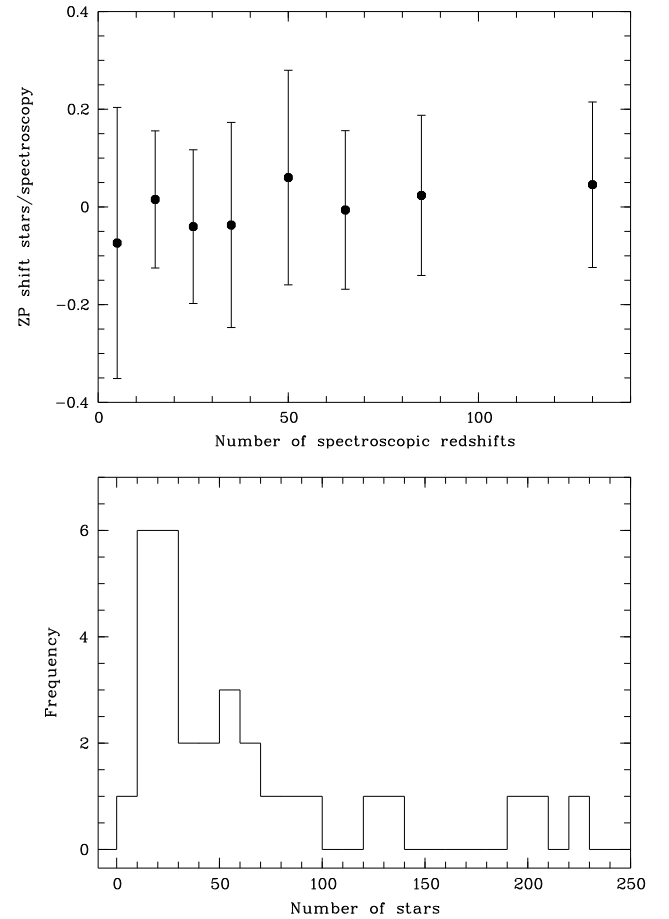 0.4
0.2
0
−0.2
−0.4
ZP shift stars/spectroscopy
0 50 100
Number of spectroscopic redshifts
6
4
2
0
Frequency
0 50 100 150 200 250
Number of stars